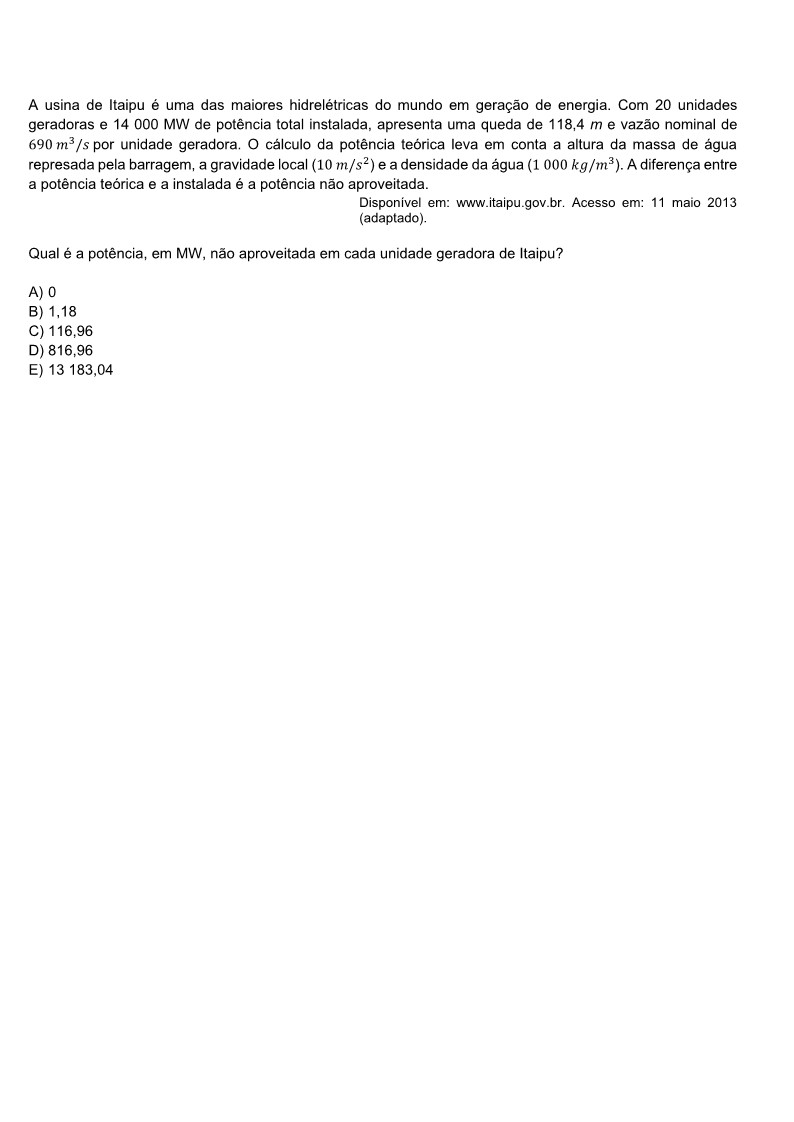 A usina de Itaipu é uma das maiores hidrelétricas do mundo em geração de energia. Com 20 unidades
geradoras e 14 000 MW de potência total instalada, apresenta uma queda de 118,4 m e vazão nominal de
690 m³/s por unidade geradora. O cálculo da potência teórica leva em conta a altura da massa de água
represada pela barragem, a gravidade local (10 m/s²) e a densidade da água (1 000 kg/m³). A diferença entre
a potência teórica e a instalada é a potência não aproveitada.
Disponível em: www.itaipu.gov.br. Acesso em: 11 maio 2013
(adaptado).
Qual é a potência, em MW, não aproveitada em cada unidade geradora de Itaipu?
A) 0
B) 1,18
C) 116,96
D) 816,96
E) 13 183,04